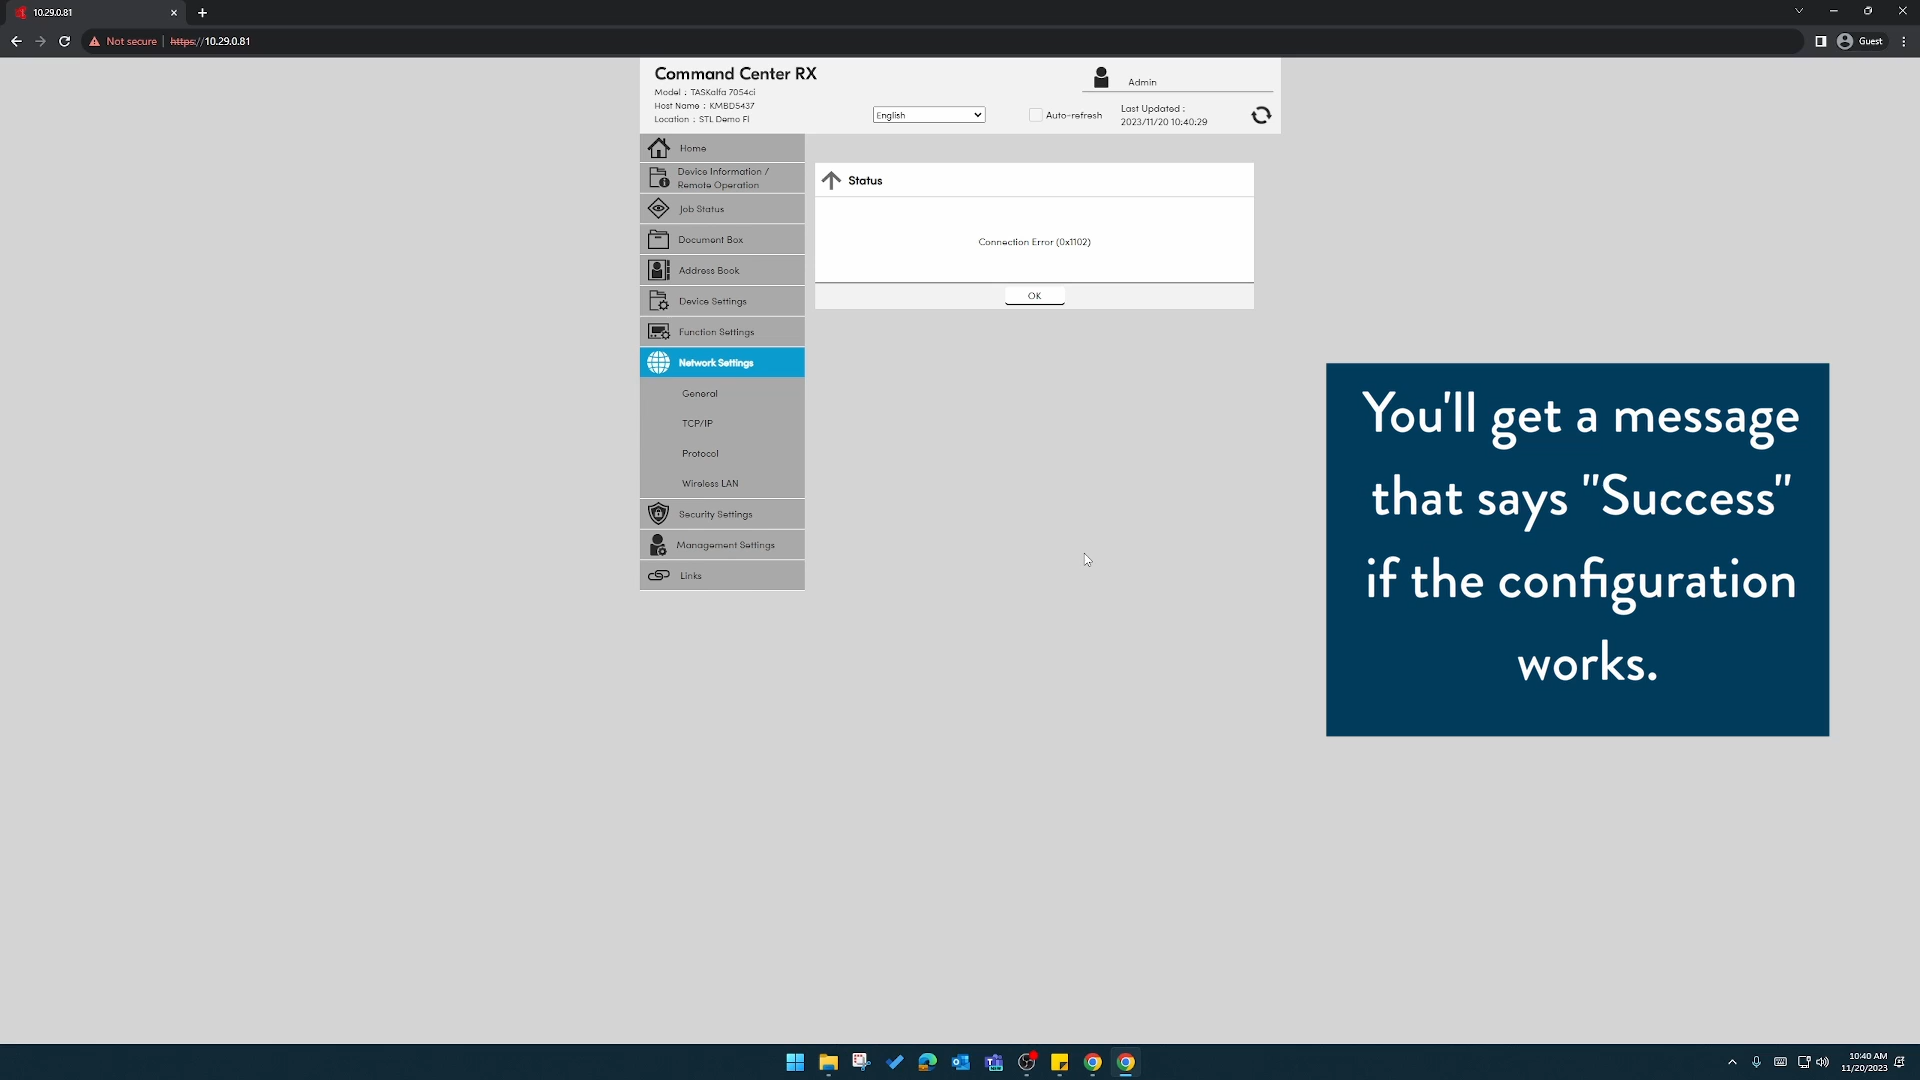 10.29.0.81
Not secure
https://10.29.0.81
Guest
Command Center RX
Model : TASKalfa 7054ci
Host Name : KMBD5437
Location : STL Demo Fl
Admin
English
Auto-refresh
Last Updated :
2023/11/20 10:40:29
Home
Device Information /
Remote Operation
Job Status
Document Box
Address Book
Device Settings
Function Settings
Network Settings
General
TCP/IP
Protocol
Wireless LAN
Security Settings
Management Settings
Links
Status
Connection Error (0x1102)
OK
You'll get a message
that says "Success"
if the configuration
works.
10:40 AM
11/20/2023